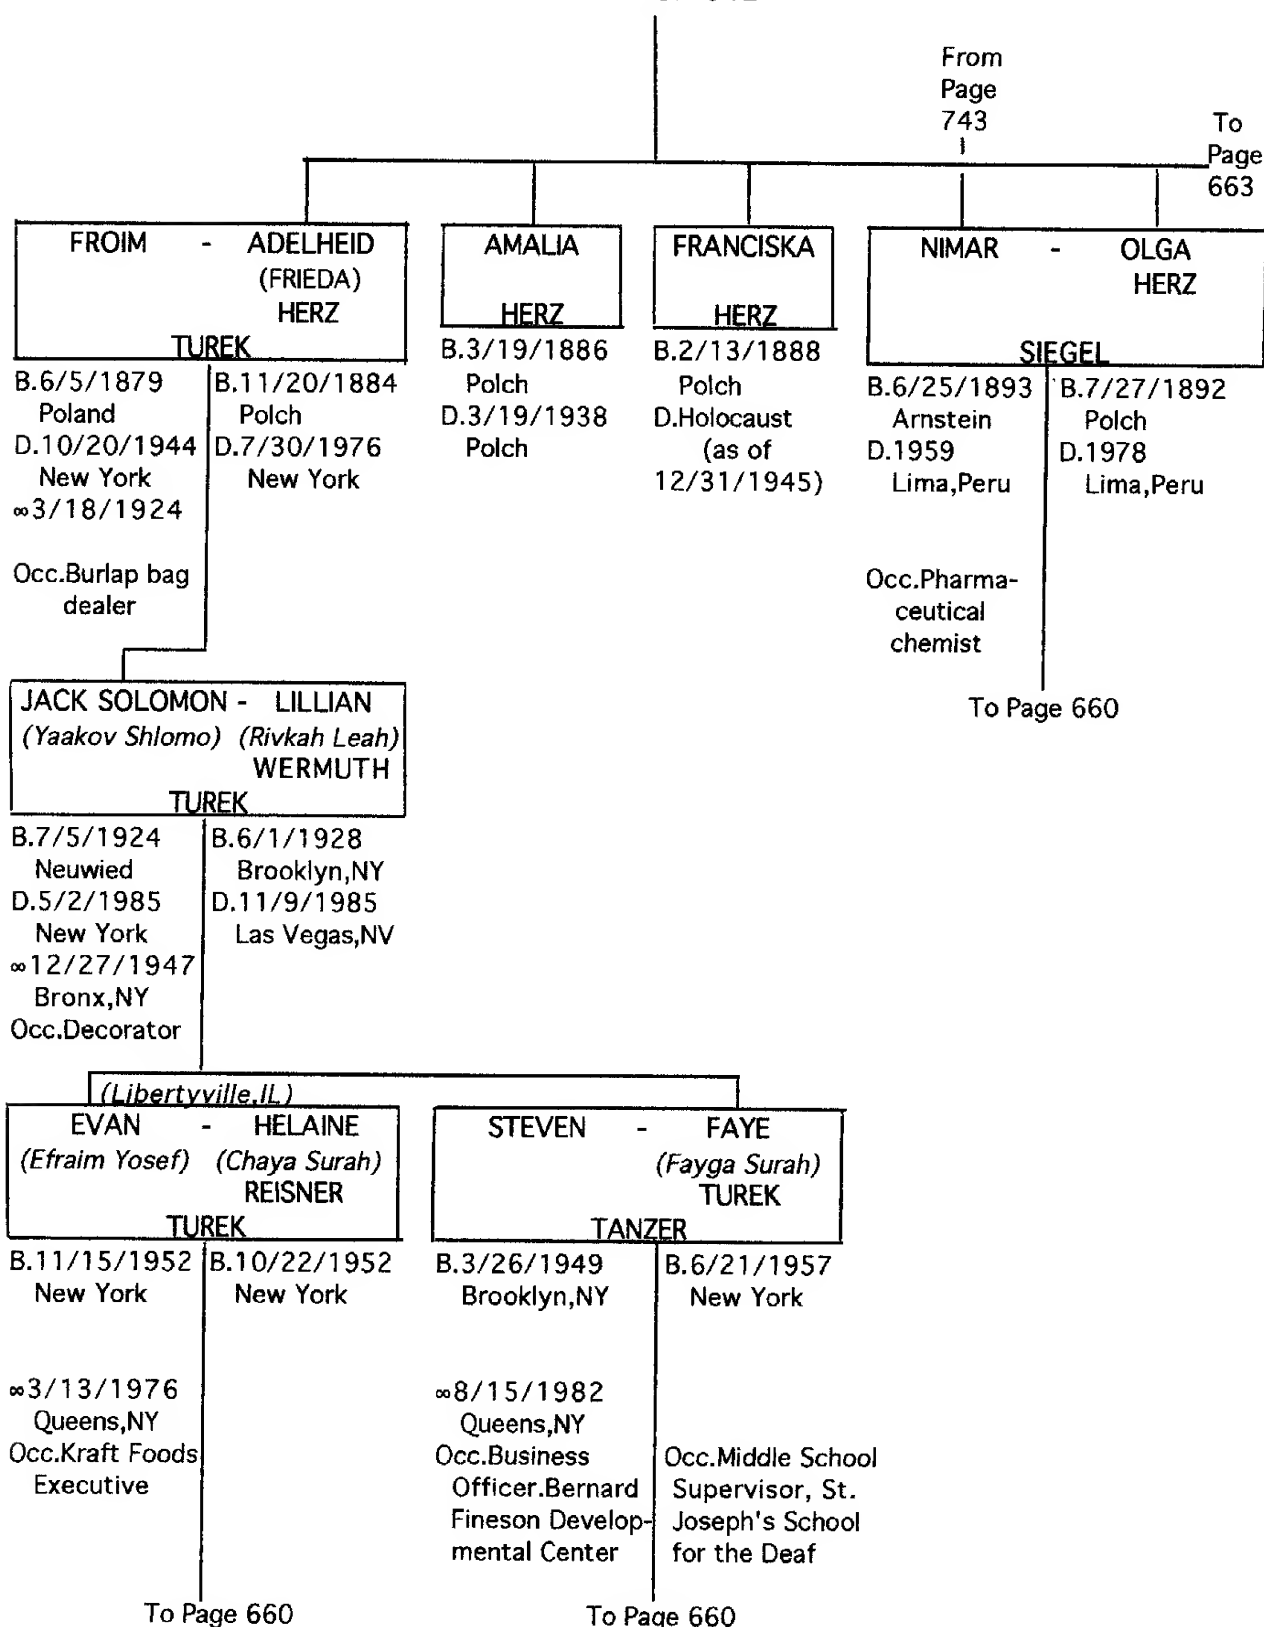 From
Page
743
To
Page
663
FROIM - ADELHEID
(FRIEDA)
HERZ
TUREK
B.6/5/1879
Poland
D.10/20/1944
New York
∞3/18/1924
Occ.Burlap bag
dealer
B.11/20/1884
Polch
D.7/30/1976
New York
AMALIA
HERZ
B.3/19/1886
Polch
D.3/19/1938
Polch
FRANCISKA
HERZ
B.2/13/1888
Polch
D.Holocaust
(as of
12/31/1945)
NIMAR - OLGA
HERZ
SIEGEL
B.6/25/1893
Arnstein
D.1959
Lima,Peru
Occ.Pharma-
ceutical
chemist
B.7/27/1892
Polch
D.1978
Lima,Peru
To Page 660
JACK SOLOMON - LILLIAN
(Yaakov Shlomo) (Rivkah Leah)
WERMUTH
TUREK
B.7/5/1924
Neuwied
D.5/2/1985
New York
∞12/27/1947
Bronx,NY
Occ.Decorator
B.6/1/1928
Brooklyn,NY
D.11/9/1985
Las Vegas,NV
(Libertyville,IL)
EVAN - HELAINE
(Efraim Yosef) (Chaya Surah)
REISNER
TUREK
B.11/15/1952
New York
∞3/13/1976
Queens,NY
Occ.Kraft Foods
Executive
B.10/22/1952
New York
To Page 660
STEVEN - FAYE
(Fayga Surah)
TUREK
TANZER
B.3/26/1949
Brooklyn,NY
∞8/15/1982
Queens,NY
Occ.Business
Officer.Bernard
Fineson Develop-
mental Center
B.6/21/1957
New York
Occ.Middle School
Supervisor, St.
Joseph's School
for the Deaf
To Page 660